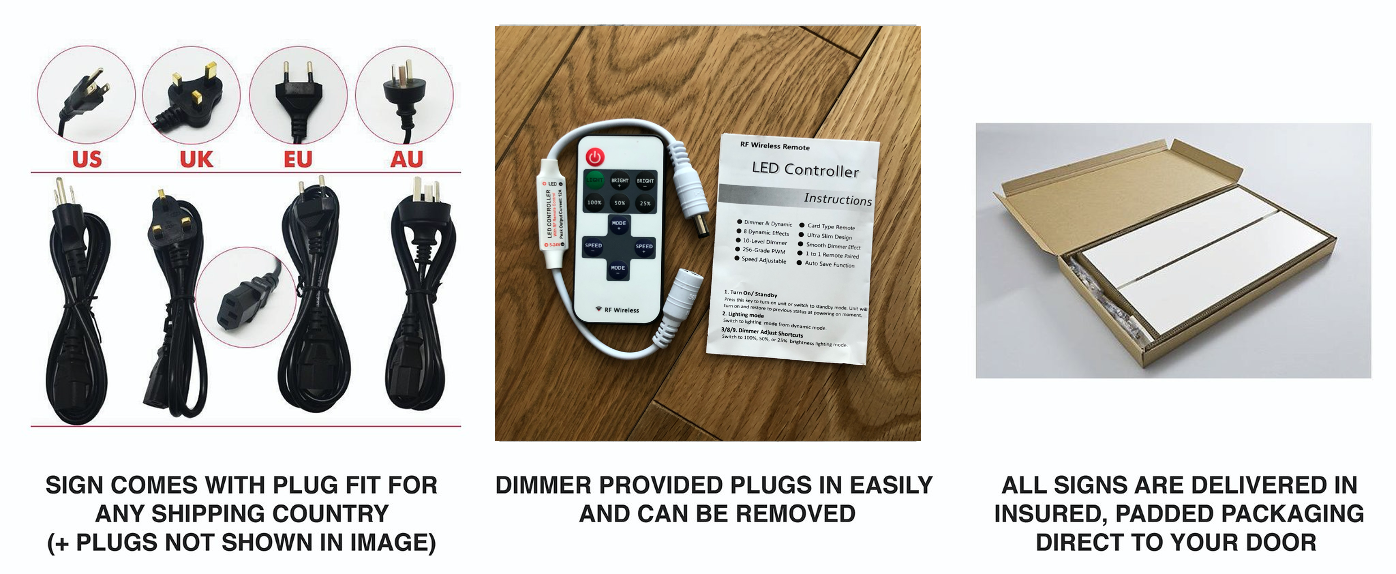 US
UK
EU
AU
SIGN COMES WITH PLUG FIT FOR
ANY SHIPPING COUNTRY
(+ PLUGS NOT SHOWN IN IMAGE)
LED
LED CONTROLLER
BRIGHT +
BRIGHT -
100%
50%
25%
MODE +
SPEED -
SPEED +
MODE -
RF Wireless
RF Wireless Remote
LED Controller
Instructions
Dimmer & Dynamic
8 Dynamic Effects
10-Level Dimmer
256-Grade PWM
Speed Adjustable
Card Type Remote
Ultra Slim Design
Smooth Dimmer Effect
1 to 1 Remote Paired
Auto Save Function
1. Turn On/ Standby
Press this key to turn on unit or switch to standby mode. Unit will
turn on and restore to previous status at powering on moment.
2. Lighting mode
Switch to lighting mode from dynamic mode
3/8/9. Dimmer Adjust Shortcuts
Switch to 100%, 50%, or 25% brightness lighting mode.
DIMMER PROVIDED PLUGS IN EASILY
AND CAN BE REMOVED
ALL SIGNS ARE DELIVERED IN
INSURED, PADDED PACKAGING
DIRECT TO YOUR DOOR